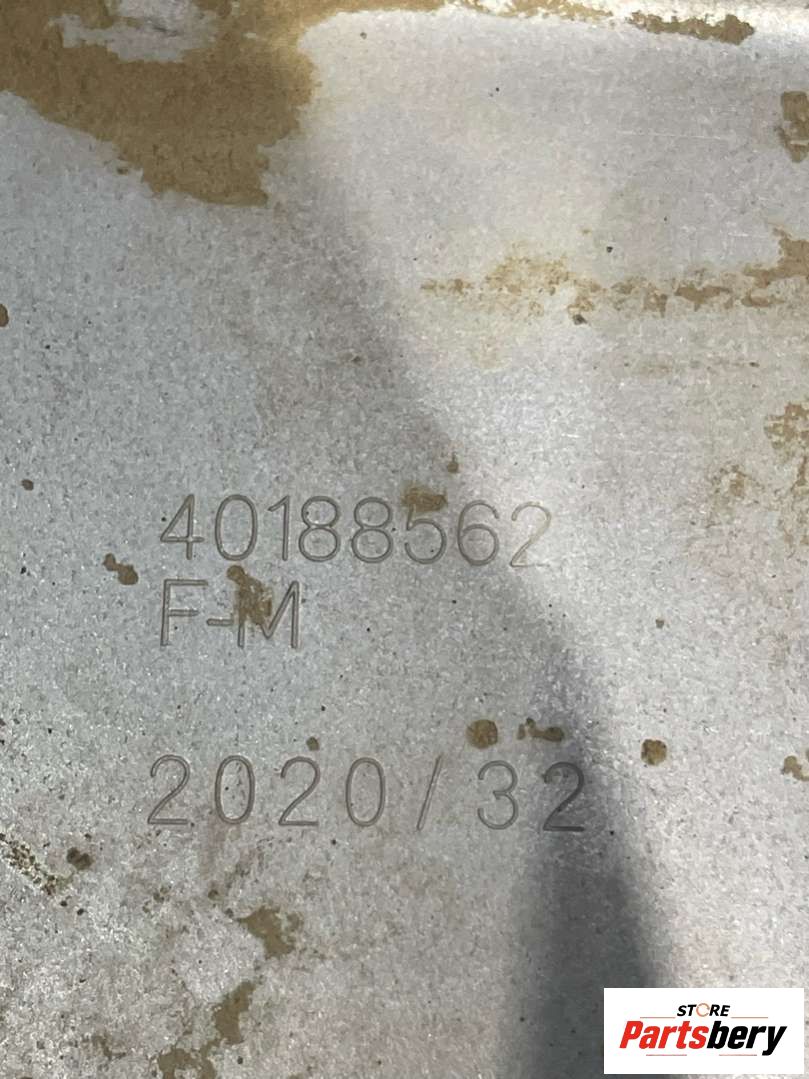 40188562
F-M
2020/32
STORE
Partsbery